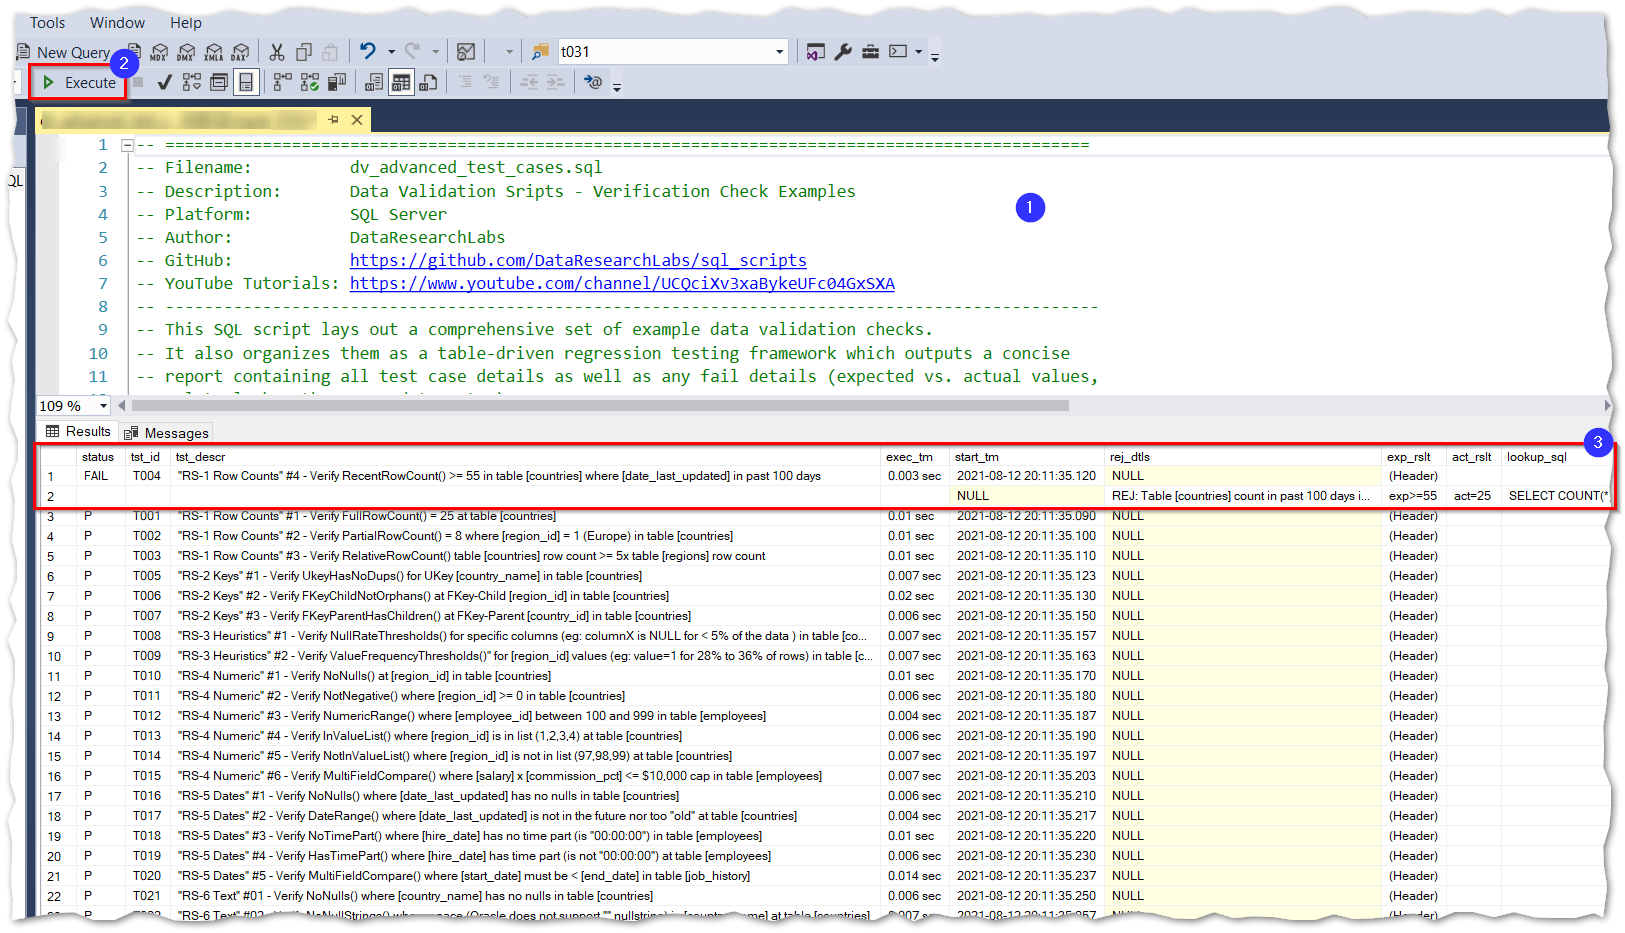 Tools Window Help
New Query MDX DMX XMLA DAX t031
2
Execute
QL
1 -- ===============================================================================================
2 -- Filename: dv_advanced_test_cases.sql
3 -- Description: Data Validation Sripts - Verification Check Examples
1
4 -- Platform: SQL Server
5 -- Author: DataResearchLabs
6 -- GitHub: https://github.com/DataResearchLabs/sql_scripts
7 -- YouTube Tutorials: https://www.youtube.com/channel/UCQciXv3xaBykeUFc04GxSXA
8 -- ------------------------------------------------------------------------------------------------
9 -- This SQL script lays out a comprehensive set of example data validation checks.
10 -- It also organizes them as a table-driven regression testing framework which outputs a concise
11 -- report containing all test case details as well as any fail details (expected vs. actual values,
109 %
Results Messages
3
status tst_id tst_descr exec_tm start_tm rej_dtls exp_rslt act_rslt lookup_sql
1 FAIL T004 "RS-1 Row Counts" #4 - Verify RecentRowCount() >= 55 in table [countries] where [date_last_updated] in past 100 days 0.003 sec 2021-08-12 20:11:35.120 NULL (Header)
2 NULL REJ: Table [countries] count in past 100 days i... exp>=55 act=25 SELECT COUNT(*
3 P T001 "RS-1 Row Counts" #1 - Verify FullRowCount() = 25 at table [countries] 0.01 sec 2021-08-12 20:11:35.090 NULL (Header)
4 P T002 "RS-1 Row Counts" #2 - Verify PartialRowCount() = 8 where [region_id] = 1 (Europe) in table [countries] 0.01 sec 2021-08-12 20:11:35.100 NULL (Header)
5 P T003 "RS-1 Row Counts" #3 - Verify RelativeRowCount() table [countries] row count >= 5x table [regions] row count 0.01 sec 2021-08-12 20:11:35.110 NULL (Header)
6 P T005 "RS-2 Keys" #1 - Verify UkeyHasNoDups() for UKey [country_name] in table [countries] 0.007 sec 2021-08-12 20:11:35.123 NULL (Header)
7 P T006 "RS-2 Keys" #2 - Verify FKeyChildNotOrphans() at FKey-Child [region_id] in table [countries] 0.02 sec 2021-08-12 20:11:35.130 NULL (Header)
8 P T007 "RS-2 Keys" #3 - Verify FKeyParentHasChildren() at FKey-Parent [country_id] in table [countries] 0.006 sec 2021-08-12 20:11:35.150 NULL (Header)
9 P T008 "RS-3 Heuristics" #1 - Verify NullRateThresholds() for specific columns (eg: columnX is NULL for < 5% of the data ) in table [co... 0.007 sec 2021-08-12 20:11:35.157 NULL (Header)
10 P T009 "RS-3 Heuristics" #2 - Verify ValueFrequencyThresholds()" for [region_id] values (eg: value=1 for 28% to 36% of rows) in table [c... 0.007 sec 2021-08-12 20:11:35.163 NULL (Header)
11 P T010 "RS-4 Numeric" #1 - Verify NoNulls() at [region_id] in table [countries] 0.01 sec 2021-08-12 20:11:35.170 NULL (Header)
12 P T011 "RS-4 Numeric" #2 - Verify NotNegative() where [region_id] >= 0 in table [countries] 0.006 sec 2021-08-12 20:11:35.180 NULL (Header)
13 P T012 "RS-4 Numeric" #3 - Verify NumericRange() where [employee_id] between 100 and 999 in table [employees] 0.004 sec 2021-08-12 20:11:35.187 NULL (Header)
14 P T013 "RS-4 Numeric" #4 - Verify InValueList() where [region_id] is in list (1,2,3,4) at table [countries] 0.006 sec 2021-08-12 20:11:35.190 NULL (Header)
15 P T014 "RS-4 Numeric" #5 - Verify NotInValueList() where [region_id] is not in list (97,98,99) at table [countries] 0.007 sec 2021-08-12 20:11:35.197 NULL (Header)
16 P T015 "RS-4 Numeric" #6 - Verify MultiFieldCompare() where [salary] x [commission_pct] <= $10,000 cap in table [employees] 0.007 sec 2021-08-12 20:11:35.203 NULL (Header)
17 P T016 "RS-5 Dates" #1 - Verify NoNulls() where [date_last_updated] has no nulls in table [countries] 0.006 sec 2021-08-12 20:11:35.210 NULL (Header)
18 P T017 "RS-5 Dates" #2 - Verify DateRange() where [date_last_updated] is not in the future nor too "old" at table [countries] 0.004 sec 2021-08-12 20:11:35.217 NULL (Header)
19 P T018 "RS-5 Dates" #3 - Verify NoTimePart() where [hire_date] has no time part (is "00:00:00") in table [employees] 0.01 sec 2021-08-12 20:11:35.220 NULL (Header)
20 P T019 "RS-5 Dates" #4 - Verify HasTimePart() where [hire_date] has time part (is not "00:00:00") at table [employees] 0.006 sec 2021-08-12 20:11:35.230 NULL (Header)
21 P T020 "RS-5 Dates" #5 - Verify MultiFieldCompare() where [start_date] must be < [end_date] in table [job_history] 0.014 sec 2021-08-12 20:11:35.237 NULL (Header)
22 P T021 "RS-6 Text" #01 - Verify NoNulls() where [country_name] has no nulls in table [countries] 0.006 sec 2021-08-12 20:11:35.250 NULL (Header)
"RS-6 Text" (Oracle does not support at table [countries] 0.007 sec NULL (Header)